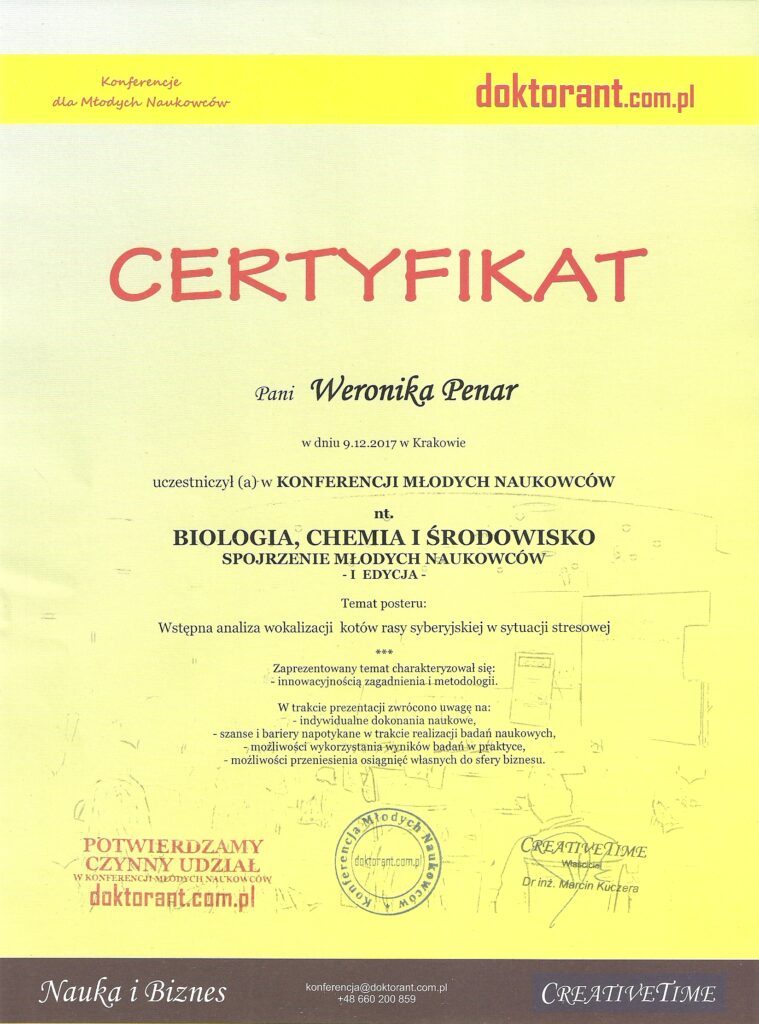 Konferencje
dla Młodych Naukowców
doktorant.com.pl
CERTYFIKAT
Pani Weronika Penar
w dniu 9.12.2017 w Krakowie
uczestniczył (a) w KONFERENCJI MŁODYCH NAUKOWCÓW
nt.
BIOLOGIA, CHEMIA I ŚRODOWISKO
SPOJRZENIE MŁODYCH NAUKOWCÓW
- I EDYCJA -
Temat posteru:
Wstępna analiza wokalizacji kotów rasy syberyjskiej w sytuacji stresowej
***
Zaprezentowany temat charakteryzował się:
- innowacyjnością zagadnienia i metodologii.
W trakcie prezentacji zwrócono uwagę na:
- indywidualne dokonania naukowe,
- szanse i bariery napotykane w trakcie realizacji badań naukowych,
- możliwości wykorzystania wyników badań w praktyce,
- możliwości przeniesienia osiągnięć własnych do sfery biznesu.
POTWIERDZAMY
CZYNNY UDZIAŁ
W KONFERENCJI MŁODYCH NAUKOWCÓW
doktorant.com.pl
Konferencja Młodych Naukowców
doktorant.com.pl
CREATIVETIME
Właściciel
Dr inż. Marcin Kuczera
Nauka i Biznes
konferencja@doktorant.com.pl
+48 660 200 859
CREATIVETIME